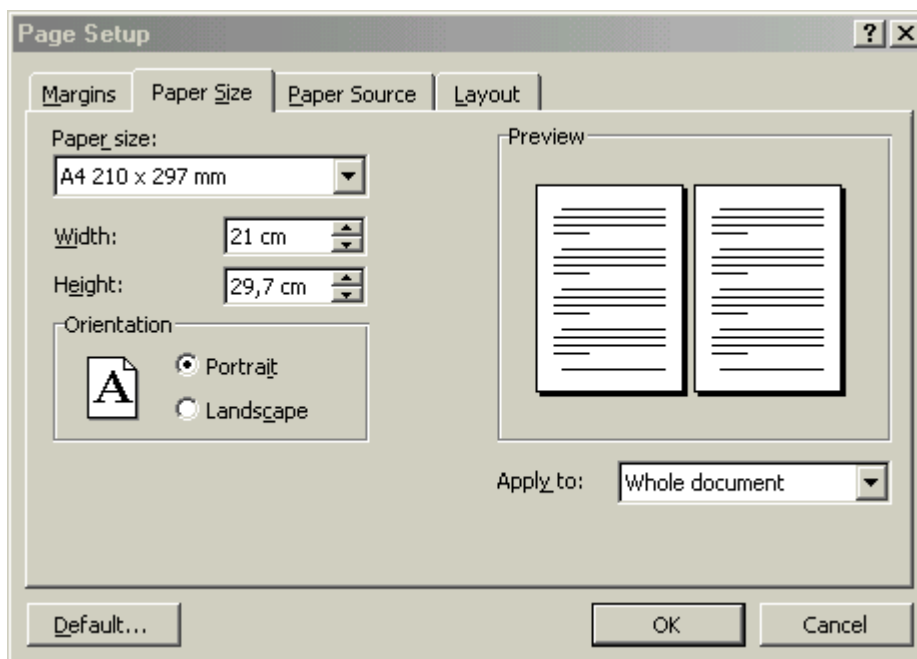 Page Setup
Margins
Paper Size
Paper Source
Layout
Paper size:
A4 210 x 297 mm
Width:
21 cm
Height:
29,7 cm
Orientation
A
Portrait
Landscape
Preview
Apply to:
Whole document
Default...
OK
Cancel